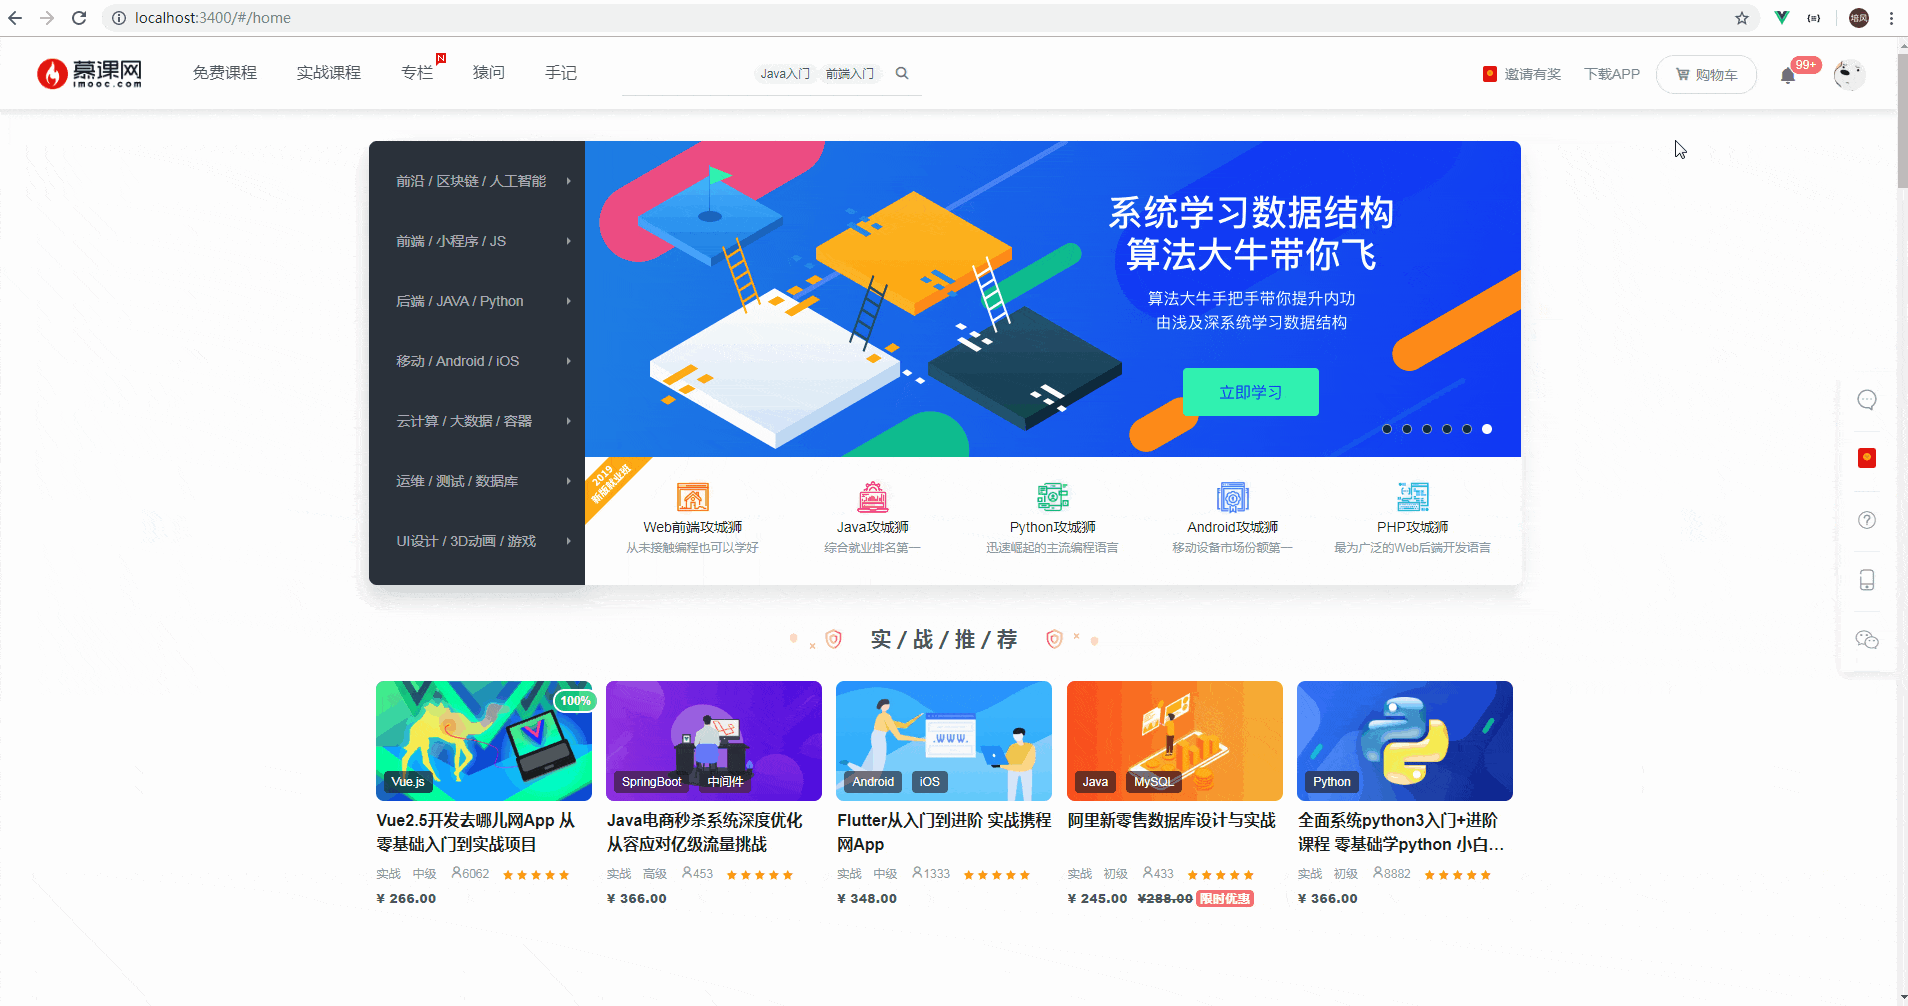 localhost:3400/#/home
慕课网
imooc.com
免费课程
实战课程
专栏
N
猿问
手记
Java入门
前端入门
邀请有奖
下载APP
购物车
99+
前沿 / 区块链 / 人工智能
前端 / 小程序 / JS
后端 / JAVA / Python
移动 / Android / iOS
云计算 / 大数据 / 容器
运维 / 测试 / 数据库
UI设计 / 3D动画 / 游戏
系统学习数据结构
算法大牛带你飞
算法大牛手把手带你提升内功
由浅及深系统学习数据结构
立即学习
2019
新版就业班
Web前端攻城狮
从未接触编程也可以学好
Java攻城狮
综合就业排名第一
Python攻城狮
迅速崛起的主流编程语言
Android攻城狮
移动设备市场份额第一
PHP攻城狮
最为广泛的Web后端开发语言
实 / 战 / 推 / 荐
100%
Vue.js
Vue2.5开发去哪儿网App 从
零基础入门到实战项目
实战 中级 6062
¥ 266.00
SpringBoot 中间件
Java电商秒杀系统深度优化
从容应对亿级流量挑战
实战 高级 453
¥ 366.00
.WWW.
Android iOS
Flutter从入门到进阶 实战携程
网App
实战 中级 1333
¥ 348.00
Java MySQL
阿里新零售数据库设计与实战
实战 初级 433
¥ 245.00 ¥288.00 限时优惠
Python
全面系统python3入门+进阶
课程 零基础学python 小白...
实战 初级 8882
¥ 366.00